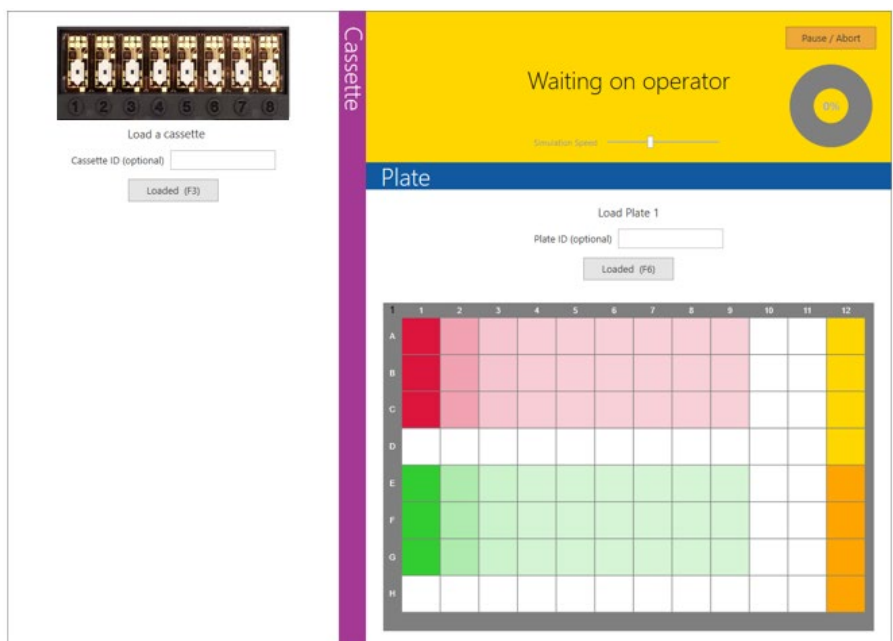 1 2 3 4 5 6 7 8
Load a cassette
Cassette ID (optional)
Loaded (F3)
Cassette
Pause / Abort
Waiting on operator
0%
Simulation Speed
Plate
Load Plate 1
Plate ID (optional)
Loaded (F6)
1 1 2 3 4 5 6 7 8 9 10 11 12
A
B
C
D
E
F
G
H